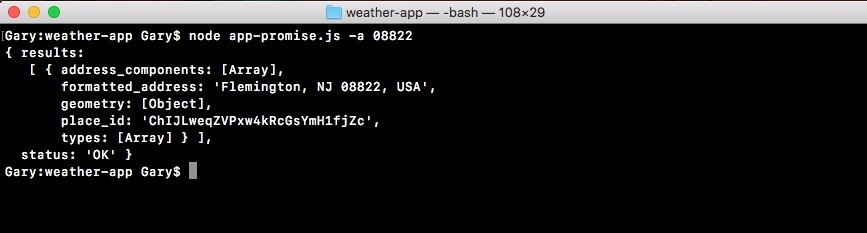 weather-app — -bash — 108×29
Gary:weather-app Gary$ node app-promise.js -a 08822
{ results:
   [ { address_components: [Array],
       formatted_address: 'Flemington, NJ 08822, USA',
       geometry: [Object],
       place_id: 'ChIJLweqZVPxw4kRcGsYmH1fjZc',
       types: [Array] } ],
  status: 'OK' }
Gary:weather-app Gary$